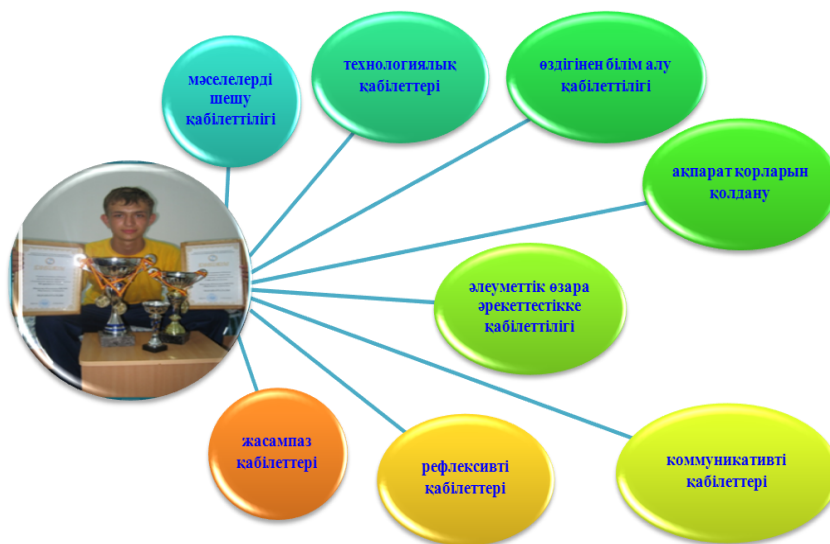 мәселелерді
шешу
қабілеттілігі
технологиялық
қабілеттері
өздігінен білім алу
қабілеттілігі
ақпарат қорларын
қолдану
әлеуметтік өзара
әрекеттестікке
қабілеттілігі
жасампаз
қабілеттері
рефлексивті
қабілеттері
коммуникативті
қабілеттері